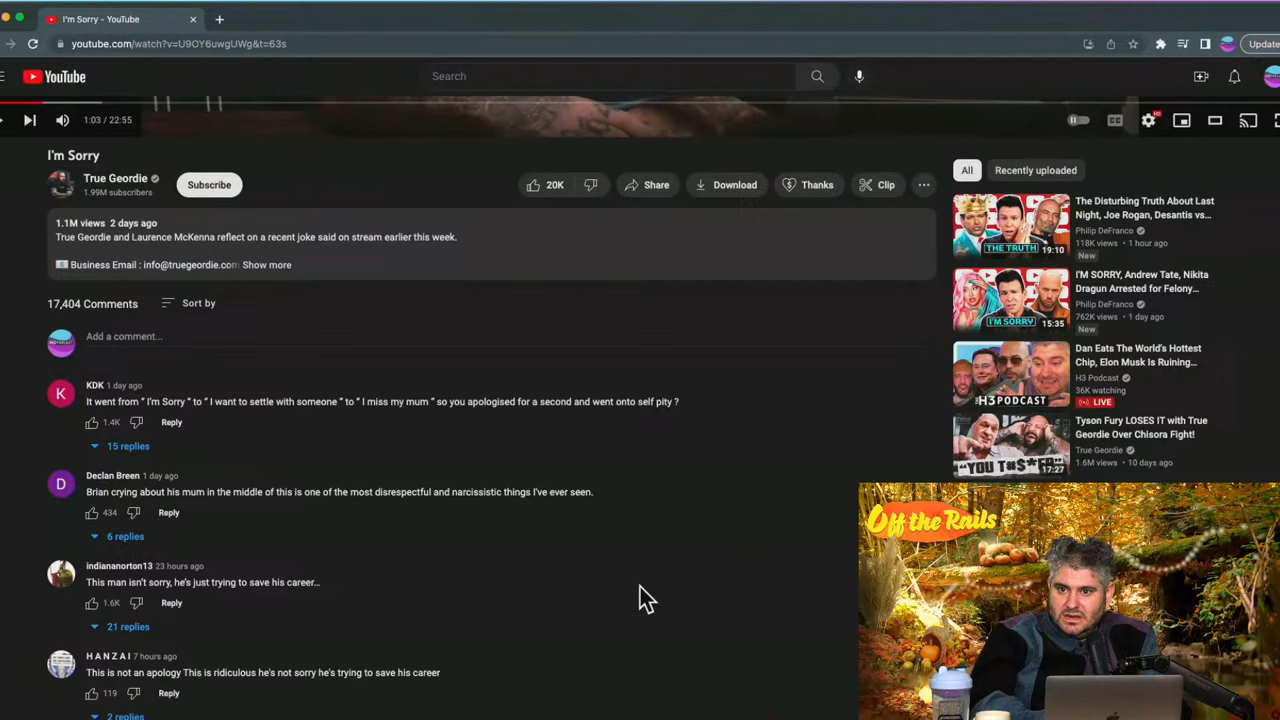 I'm Sorry - YouTube
youtube.com/watch?v=U9OY6uwgUWg&t=63s
Update
YouTube
Search
1:03 / 22:55
CC
HD
I'm Sorry
True Geordie
1.99M subscribers
Subscribe
20K
Share
Download
Thanks
Clip
1.1M views 2 days ago
True Geordie and Laurence McKenna reflect on a recent joke said on stream earlier this week.
Business Email : info@truegeordie.com Show more
17,404 Comments
Sort by
Add a comment...
K
KDK 1 day ago
It went from " I'm Sorry " to " I want to settle with someone " to " I miss my mum " so you apologised for a second and went onto self pity ?
1.4K Reply
15 replies
D
Declan Breen 1 day ago
Brian crying about his mum in the middle of this is one of the most disrespectful and narcissistic things I've ever seen.
434 Reply
6 replies
indiananorton13 23 hours ago
This man isn't sorry, he's just trying to save his career...
1.6K Reply
21 replies
H A N Z A I 7 hours ago
This is not an apology This is ridiculous he's not sorry he's trying to save his career
119 Reply
2 replies
All
Recently uploaded
THE TRUTH
19:10
The Disturbing Truth About Last
Night, Joe Rogan, Desantis vs...
Philip DeFranco
118K views • 1 hour ago
New
I'M SORRY
15:35
I'M SORRY, Andrew Tate, Nikita
Dragun Arrested for Felony...
Philip DeFranco
762K views • 1 day ago
New
H3 PODCAST
Dan Eats The World's Hottest
Chip, Elon Musk Is Ruining...
H3 Podcast
36K watching
LIVE
"YOU T#$*F£R"
17:27
Tyson Fury LOSES IT with True
Geordie Over Chisora Fight!
True Geordie
1.6M views • 10 days ago
Off the Rails